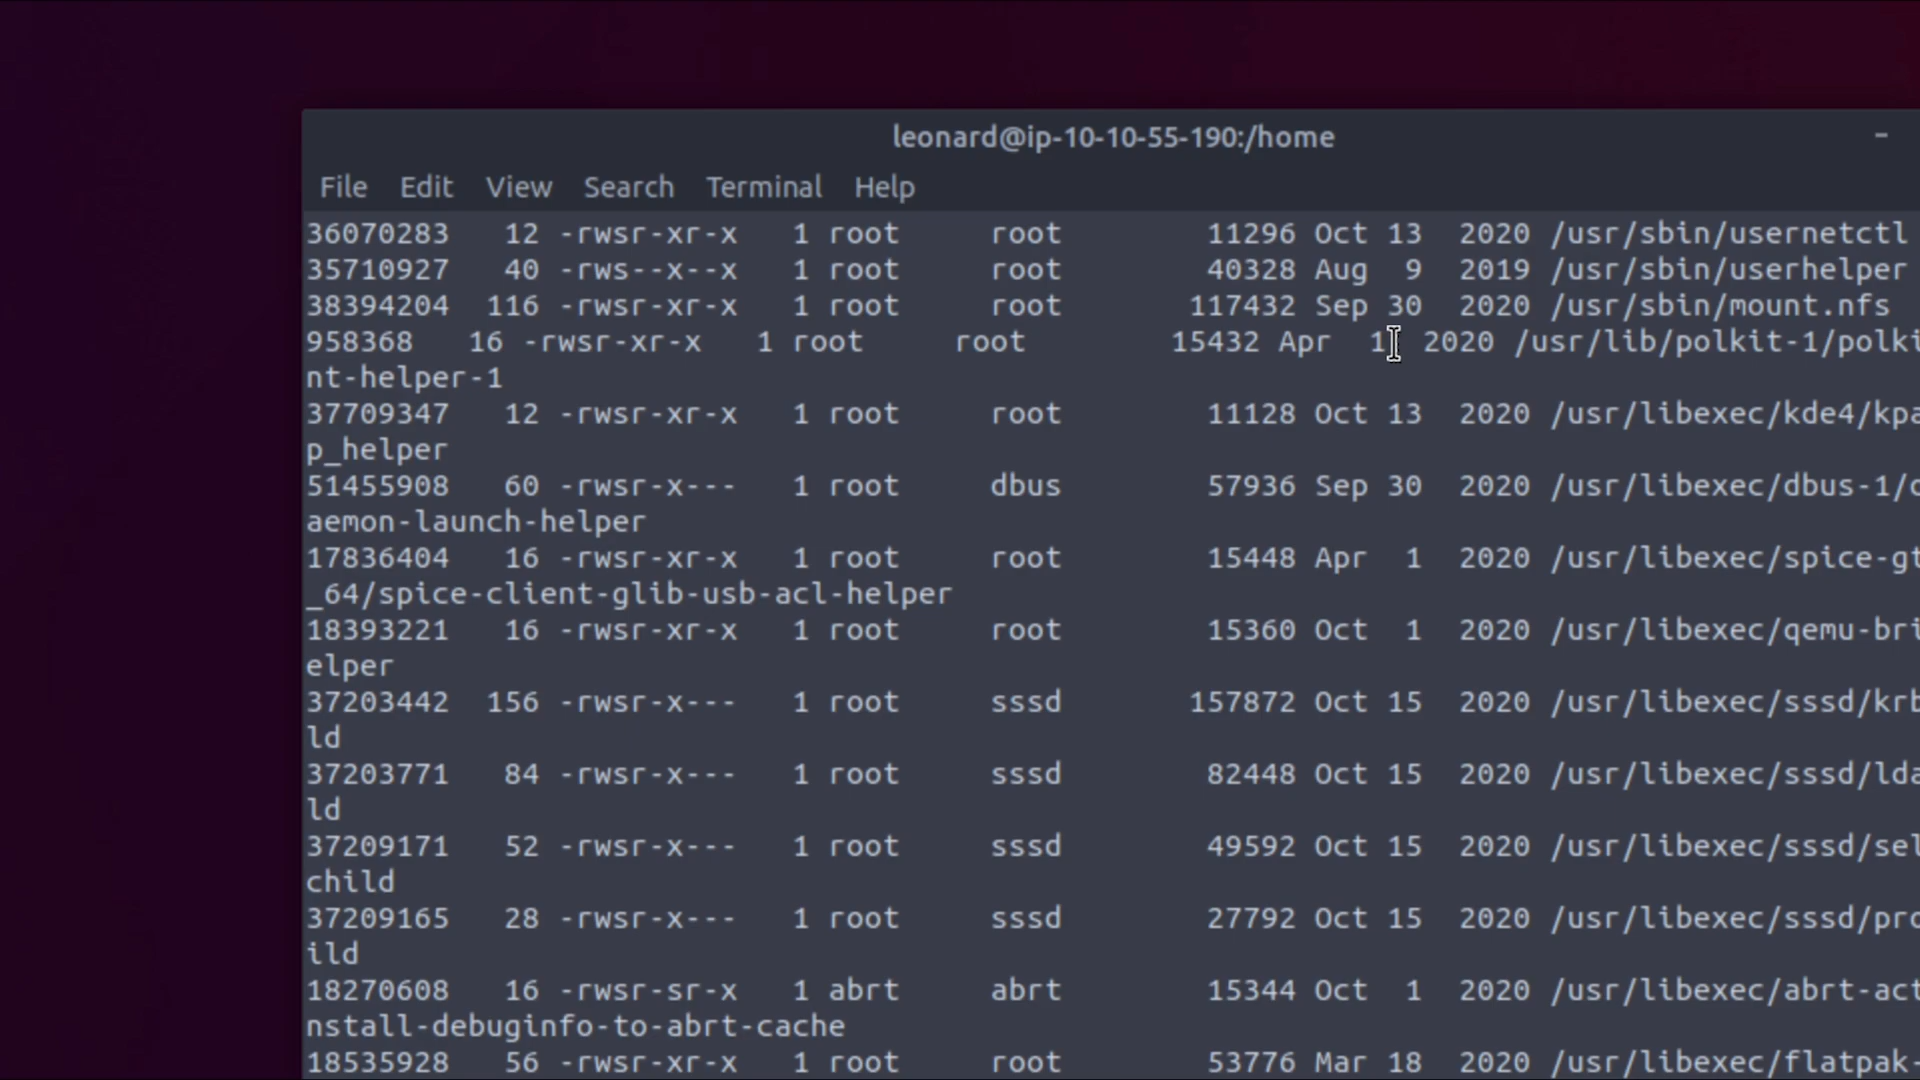 leonard@ip-10-10-55-190:/home
File Edit View Search Terminal Help
36070283 12 -rwsr-xr-x 1 root root 11296 Oct 13 2020 /usr/sbin/usernetctl
35710927 40 -rws--x--x 1 root root 40328 Aug 9 2019 /usr/sbin/userhelper
38394204 116 -rwsr-xr-x 1 root root 117432 Sep 30 2020 /usr/sbin/mount.nfs
958368 16 -rwsr-xr-x 1 root root 15432 Apr 1 2020 /usr/lib/polkit-1/polki
nt-helper-1
37709347 12 -rwsr-xr-x 1 root root 11128 Oct 13 2020 /usr/libexec/kde4/kpa
p_helper
51455908 60 -rwsr-x--- 1 root dbus 57936 Sep 30 2020 /usr/libexec/dbus-1/
aemon-launch-helper
17836404 16 -rwsr-xr-x 1 root root 15448 Apr 1 2020 /usr/libexec/spice-gt
_64/spice-client-glib-usb-acl-helper
18393221 16 -rwsr-xr-x 1 root root 15360 Oct 1 2020 /usr/libexec/qemu-bri
elper
37203442 156 -rwsr-x--- 1 root sssd 157872 Oct 15 2020 /usr/libexec/sssd/krb
ld
37203771 84 -rwsr-x--- 1 root sssd 82448 Oct 15 2020 /usr/libexec/sssd/lda
ld
37209171 52 -rwsr-x--- 1 root sssd 49592 Oct 15 2020 /usr/libexec/sssd/sel
child
37209165 28 -rwsr-x--- 1 root sssd 27792 Oct 15 2020 /usr/libexec/sssd/pro
ild
18270608 16 -rwsr-sr-x 1 abrt abrt 15344 Oct 1 2020 /usr/libexec/abrt-act
nstall-debuginfo-to-abrt-cache
18535928 56 -rwsr-xr-x 1 root root 53776 Mar 18 2020 /usr/libexec/flatpak-